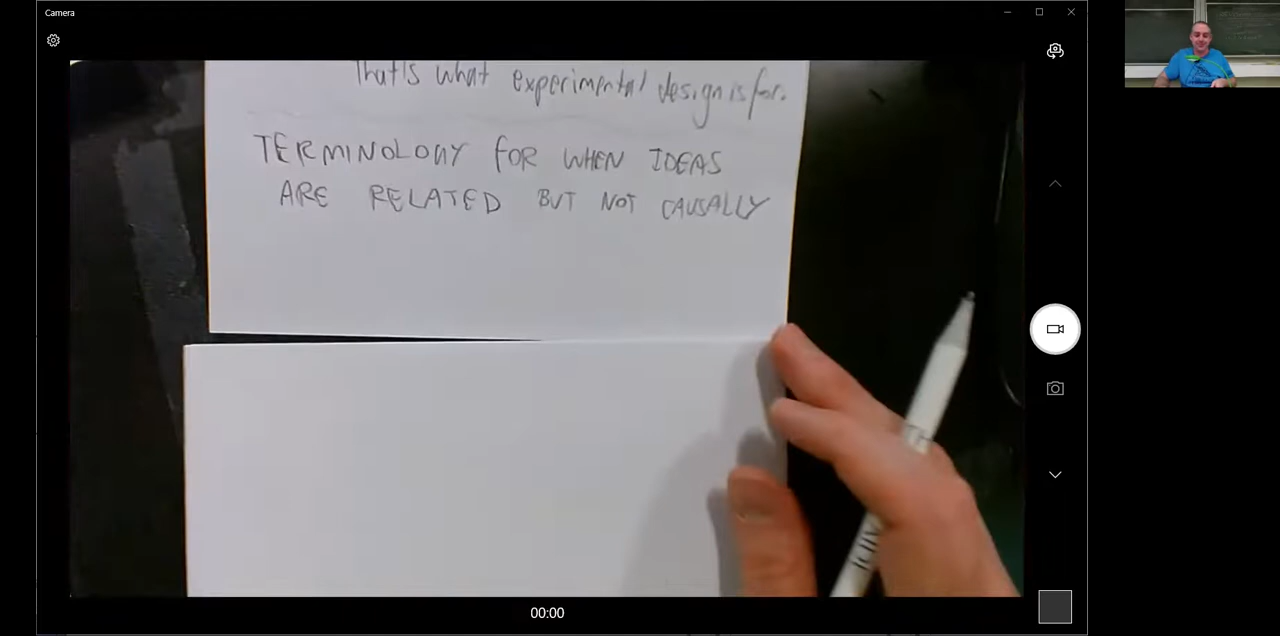 Camera
That's what experimental design is for.
TERMINOLOGY FOR WHEN IDEAS
ARE RELATED BUT NOT CAUSALLY
00:00